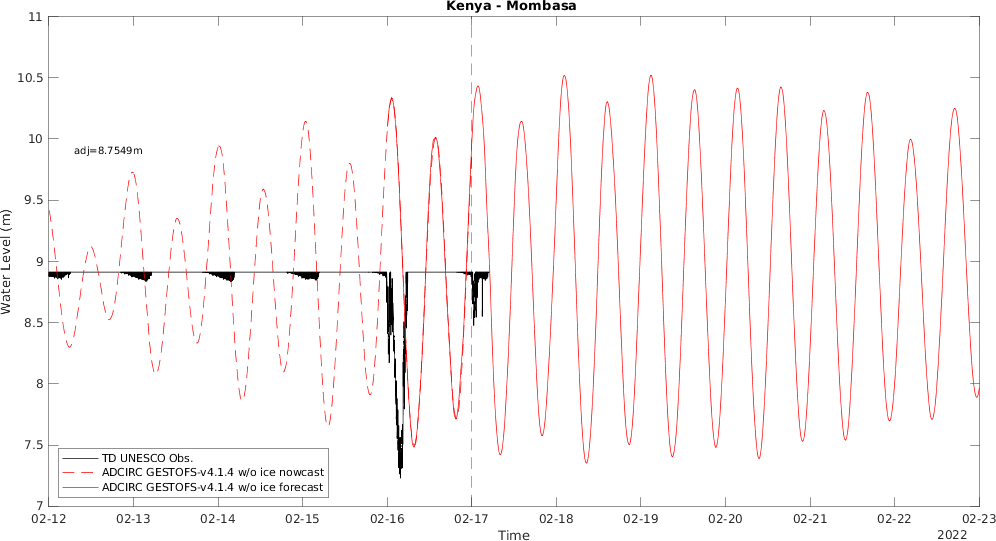 Kenya - Mombasa
11
10.5
10
9.5
9
8.5
8
7.5
7
Water Level (m)
adj=8.7549m
TD UNESCO Obs.
ADCIRC GESTOFS-v4.1.4 w/o ice nowcast
ADCIRC GESTOFS-v4.1.4 w/o ice forecast
02-12 02-13 02-14 02-15 02-16 02-17 02-18 02-19 02-20 02-21 02-22 02-23
Time
2022